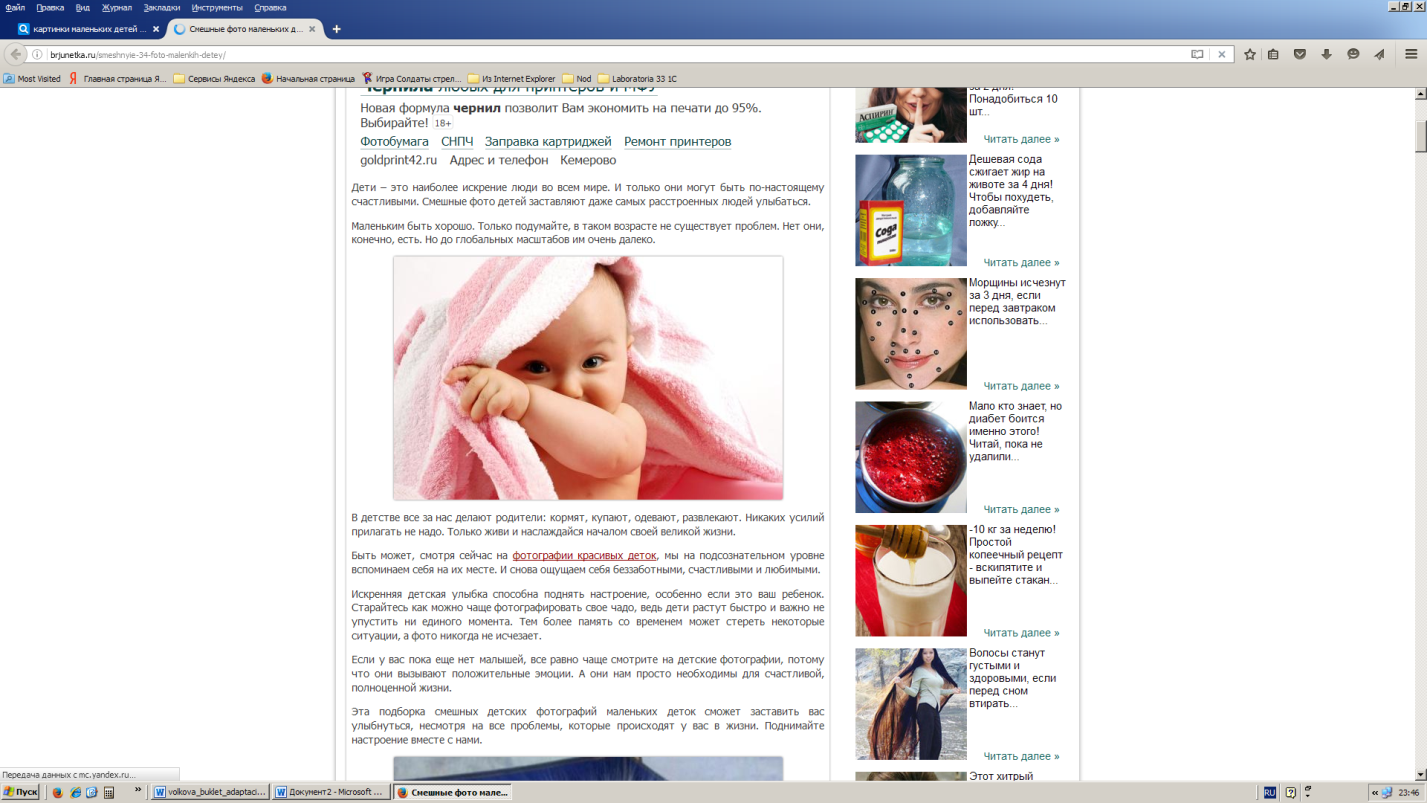 Файл Правка Вид Журнал Закладки Инструменты Справка
картинки маленьких детей ...
Смешные фото маленьких д...
brjunetka.ru/smeshnyie-34-foto-malenkih-detey/
Most Visited
Главная страница Я...
Сервисы Яндекса
Начальная страница
Игра Солдаты стрел...
Из Internet Explorer
Nod
Laboratoria 33 1C
Чернила любых для принтеров и МФУ
Новая формула чернил позволит Вам экономить на печати до 95%.
Выбирайте! 18+
Фотобумага СНПЧ Заправка картриджей Ремонт принтеров
goldprint42.ru Адрес и телефон Кемерово
Дети – это наиболее искрение люди во всем мире. И только они могут быть по-настоящему
счастливыми. Смешные фото детей заставляют даже самых расстроенных людей улыбаться.
Маленьким быть хорошо. Только подумайте, в таком возрасте не существует проблем. Нет они,
конечно, есть. Но до глобальных масштабов им очень далеко.
В детстве все за нас делают родители: кормят, купают, одевают, развлекают. Никаких усилий
прилагать не надо. Только живи и наслаждайся началом своей великой жизни.
Быть может, смотря сейчас на фотографии красивых деток, мы на подсознательном уровне
вспоминаем себя на их месте. И снова ощущаем себя беззаботными, счастливыми и любимыми.
Искренняя детская улыбка способна поднять настроение, особенно если это ваш ребенок.
Старайтесь как можно чаще фотографировать свое чадо, ведь дети растут быстро и важно не
упустить ни единого момента. Тем более память со временем может стереть некоторые
ситуации, а фото никогда не исчезает.
Если у вас пока еще нет малышей, все равно чаще смотрите на детские фотографии, потому
что они вызывают положительные эмоции. А они нам просто необходимы для счастливой,
полноценной жизни.
Эта подборка смешных детских фотографий маленьких деток сможет заставить вас
улыбнуться, несмотря на все проблемы, которые происходят у вас в жизни. Поднимайте
настроение вместе с нами.
АСПИРИН
за 2 дня!
Понадобиться 10
шт...
Читать далее »
Сода
Дешевая сода
сжигает жир на
животе за 4 дня!
Чтобы похудеть,
добавляйте
ложку...
Читать далее »
Морщины исчезнут
за 3 дня, если
перед завтраком
использовать...
Читать далее »
Мало кто знает, но
диабет боится
именно этого!
Читай, пока не
удалили...
Читать далее »
-10 кг за неделю!
Простой
копеечный рецепт
- вскипятите и
выпейте стакан...
Читать далее »
Волосы станут
густыми и
здоровыми, если
перед сном
втирать...
Читать далее »
Этот хитрый
Передача данных с mc.yandex.ru...
Пуск
volkova_buklet_adaptaci...
Документ2 - Microsoft ...
Смешные фото мале...
RU
23:46